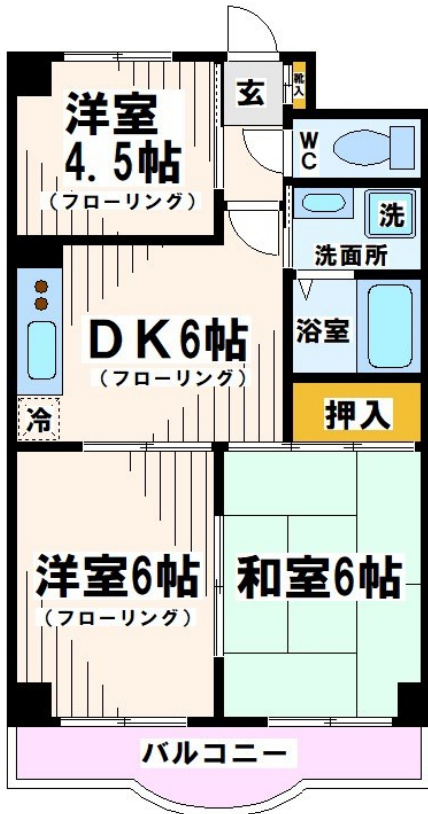 玄
靴入
洋室
4.5帖
(フローリング)
WC
洗
洗面所
DK6帖
(フローリング)
浴室
冷
押入
洋室6帖
(フローリング)
和室6帖
バルコニー